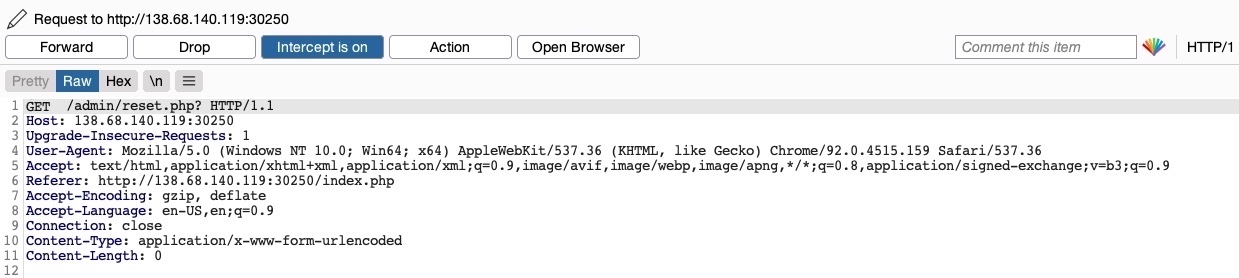 Request to http://138.68.140.119:30250
Forward Drop Intercept is on Action Open Browser Comment this item HTTP/1
Pretty Raw Hex \n
1 GET  /admin/reset.php? HTTP/1.1
2 Host: 138.68.140.119:30250
3 Upgrade-Insecure-Requests: 1
4 User-Agent: Mozilla/5.0 (Windows NT 10.0; Win64; x64) AppleWebKit/537.36 (KHTML, like Gecko) Chrome/92.0.4515.159 Safari/537.36
5 Accept: text/html,application/xhtml+xml,application/xml;q=0.9,image/avif,image/webp,image/apng,*/*;q=0.8,application/signed-exchange;v=b3;q=0.9
6 Referer: http://138.68.140.119:30250/index.php
7 Accept-Encoding: gzip, deflate
8 Accept-Language: en-US,en;q=0.9
9 Connection: close
10 Content-Type: application/x-www-form-urlencoded
11 Content-Length: 0
12